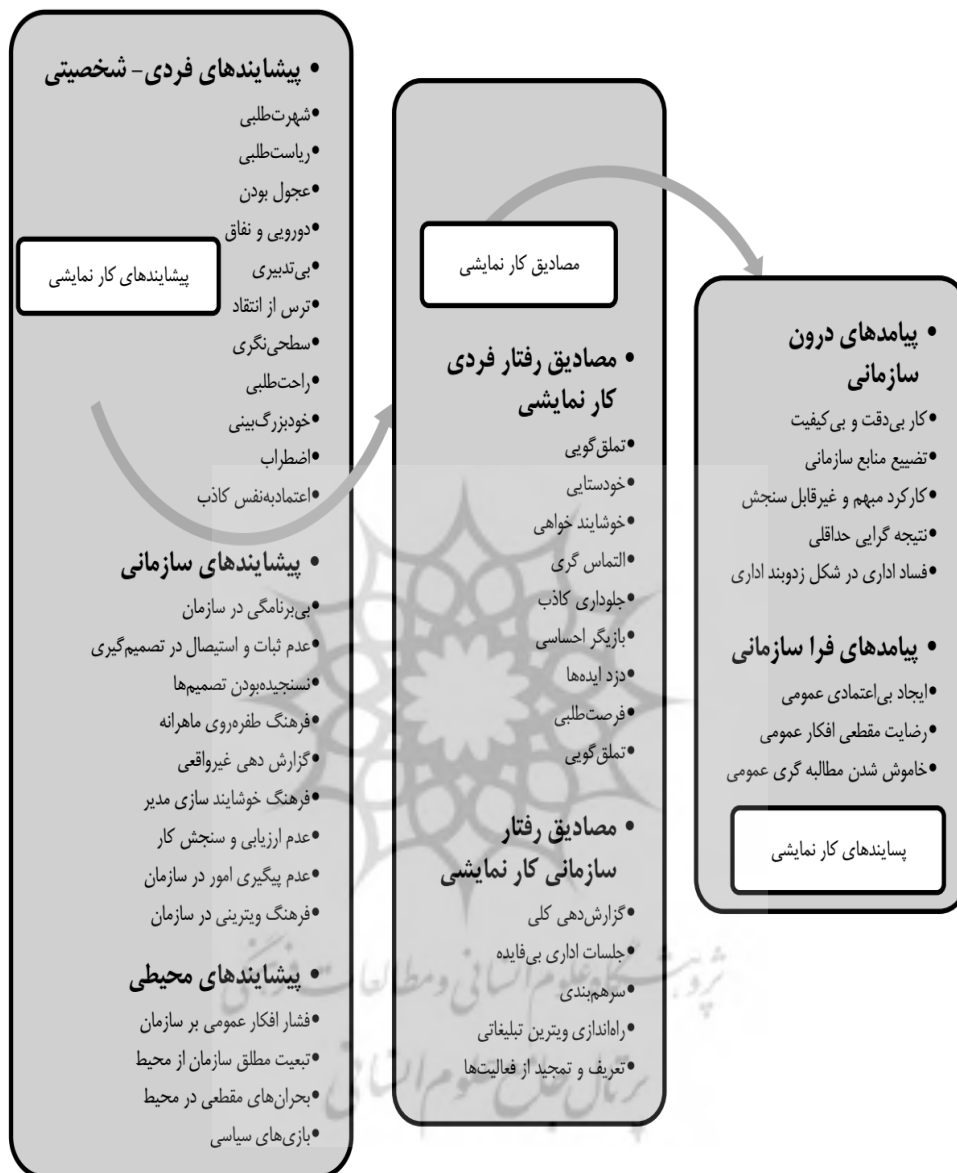 • پیشایندهای فردی- شخصیتی
•شهرت‌طلبی
•ریاست‌طلبی
•عجول بودن
•دورویی و نفاق
•بی‌تدبیری
•ترس از انتقاد
•سطحی‌نگری
•راحت‌طلبی
•خودبزرگ‌بینی
•اضطراب
•اعتمادبه‌نفس کاذب
• پیشایندهای سازمانی
•بی‌برنامگی در سازمان
•عدم ثبات و استیصال در تصمیم‌گیری
•نسنجیده‌بودن تصمیم‌ها
•فرهنگ طفره‌روی ماهرانه
•گزارش دهی غیرواقعی
•فرهنگ خوشایند سازی مدیر
•عدم ارزیابی و سنجش کار
•عدم پیگیری امور در سازمان
•فرهنگ ویترینی در سازمان
• پیشایندهای محیطی
•فشار افکار عمومی بر سازمان
•تبعیت مطلق سازمان از محیط
•بحران‌های مقطعی در محیط
•بازی‌های سیاسی
پیشایندهای کار نمایشی
مصادیق کار نمایشی
• مصادیق رفتار فردی
کار نمایشی
•تملق‌گویی
•خودستایی
•خوشایند خواهی
•التماس گری
•جلوداری کاذب
•بازیگر احساسی
•دزد ایده‌ها
•فرصت‌طلبی
•تملق‌گویی
• مصادیق رفتار
سازمانی کار نمایشی
•گزارش‌دهی کلی
•جلسات اداری بی‌فایده
•سرهم‌بندی
•راه‌اندازی ویترین تبلیغاتی
•تعریف و تمجید از فعالیت‌ها
• پیامدهای درون
سازمانی
•کار بی‌دقت و بی‌کیفیت
•تضییع منابع سازمانی
•کارکرد مبهم و غیرقابل سنجش
•نتیجه گرایی حداقلی
•فساد اداری در شکل زدوبند اداری
• پیامدهای فرا سازمانی
•ایجاد بی‌اعتمادی عمومی
•رضایت مقطعی افکار عمومی
•خاموش شدن مطالبه گری عمومی
پسایندهای کار نمایشی
پژوهشگاه علوم انسانی و مطالعات فرهنگی
پرتال جامع علوم انسانی